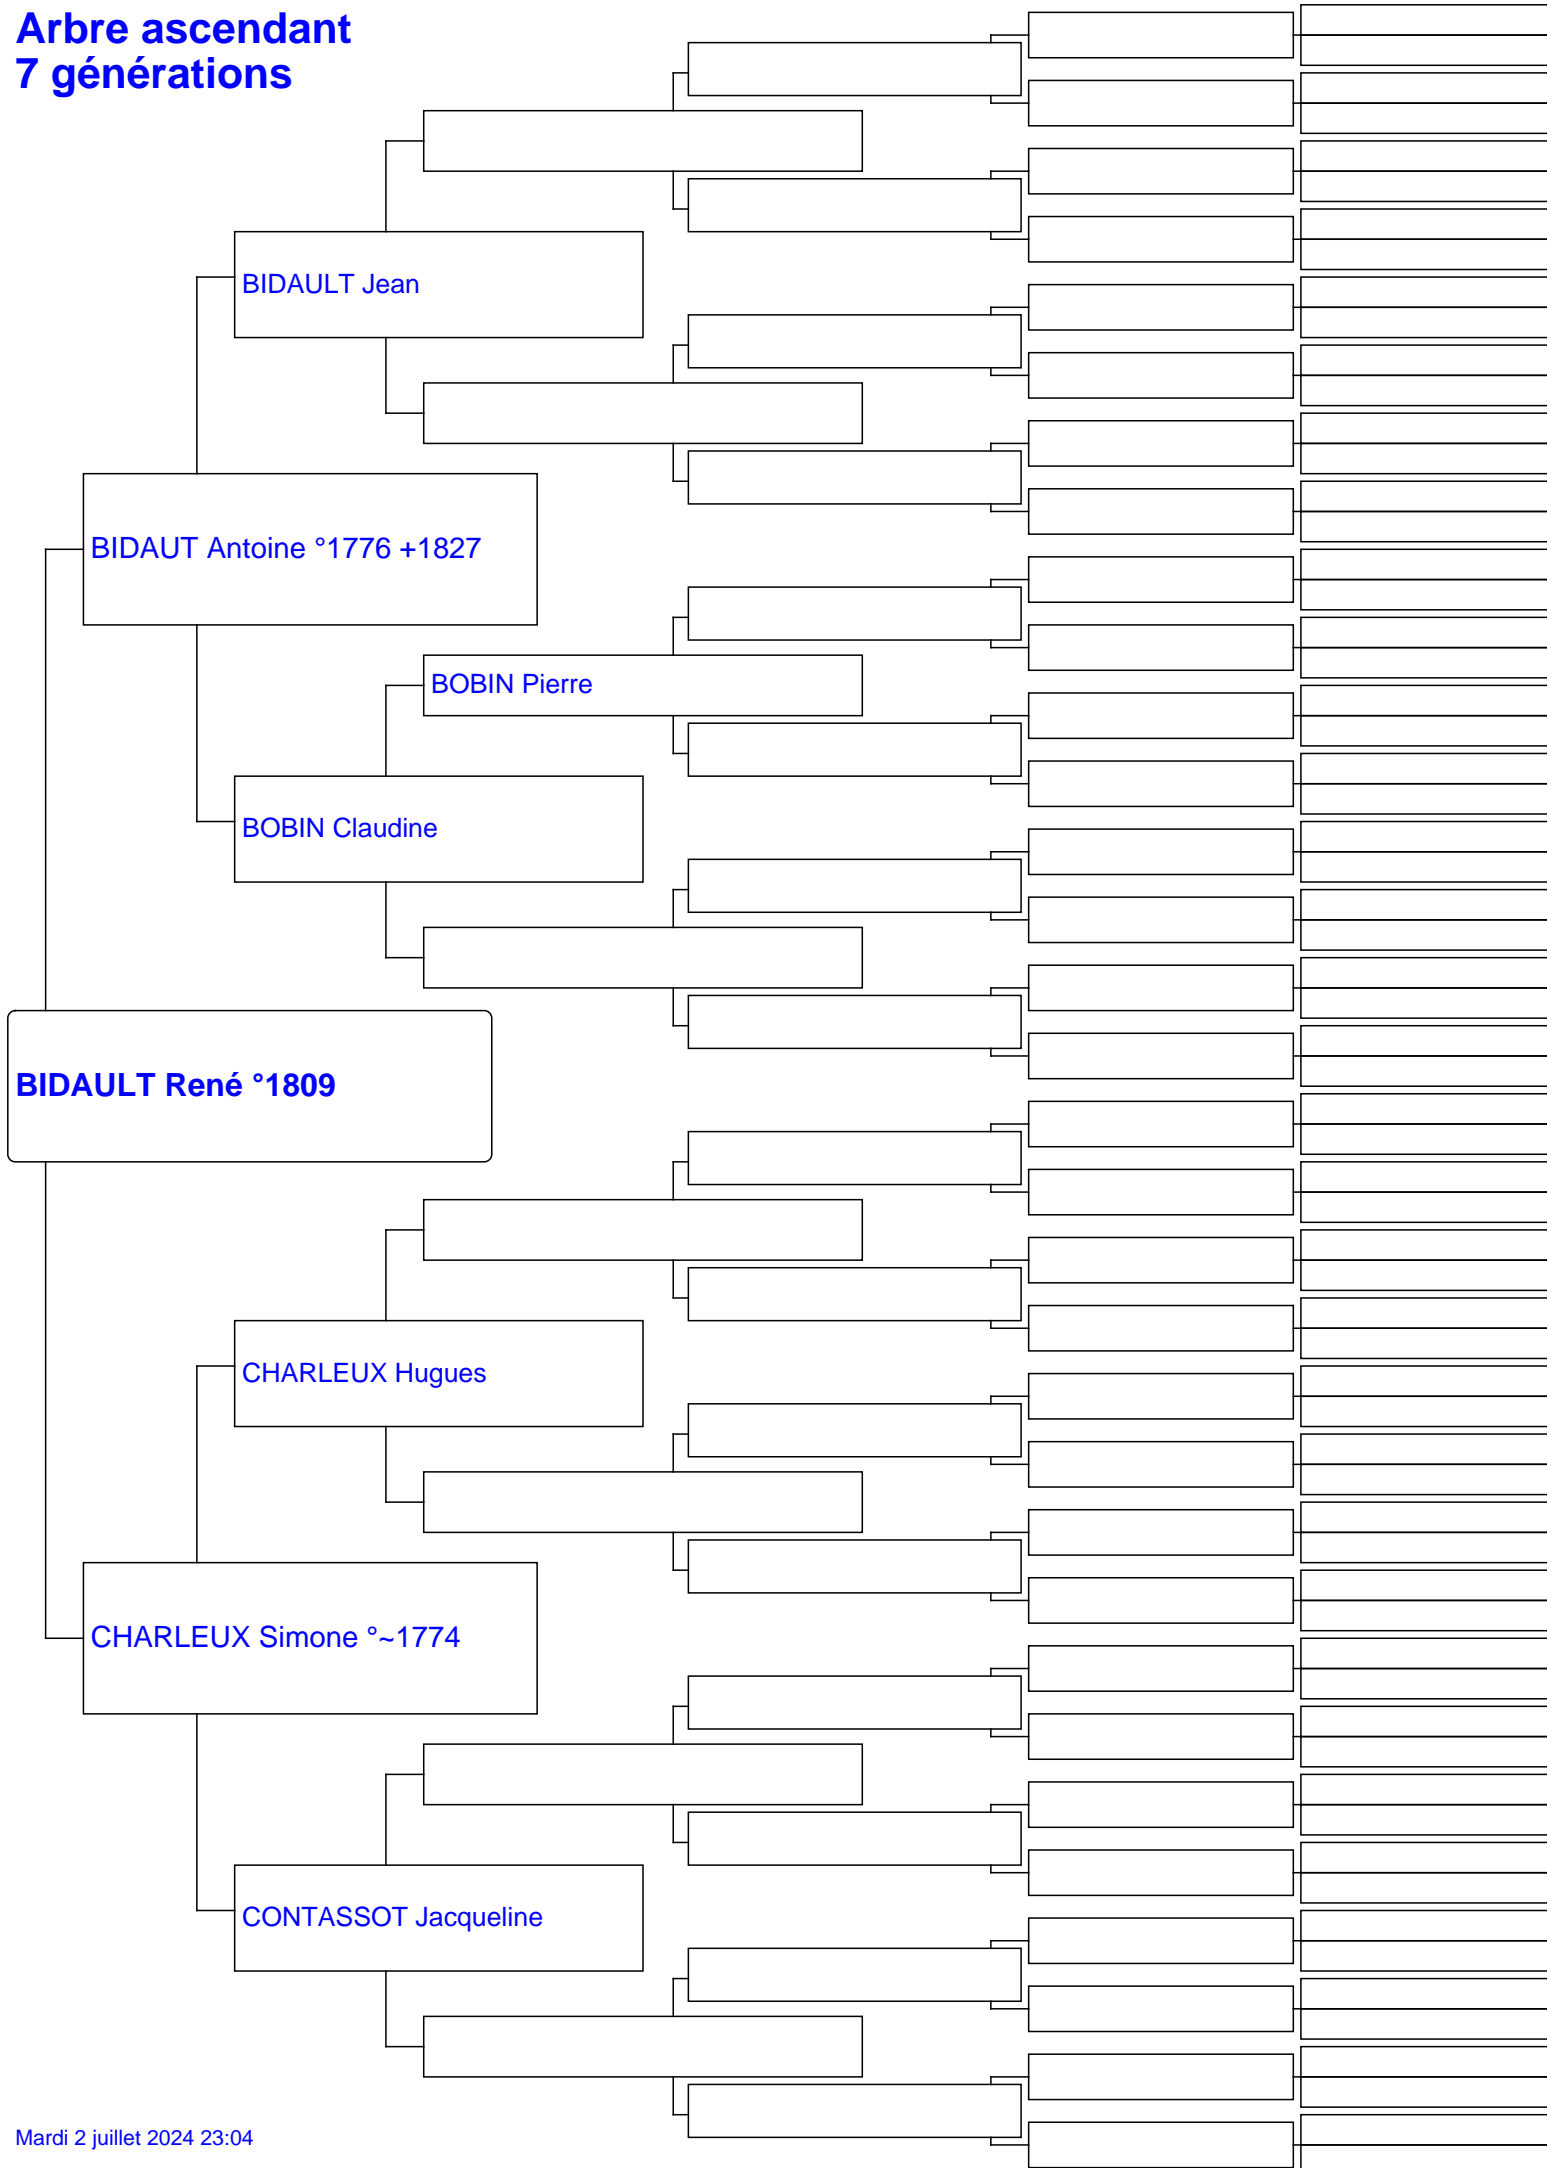 Arbre ascendant
7 générations
BIDAULT Jean
BIDAUT Antoine °1776 +1827
BOBIN Pierre
BOBIN Claudine
BIDAULT René °1809
CHARLEUX Hugues
CHARLEUX Simone °~1774
CONTASSOT Jacqueline
Mardi 2 juillet 2024 23:04